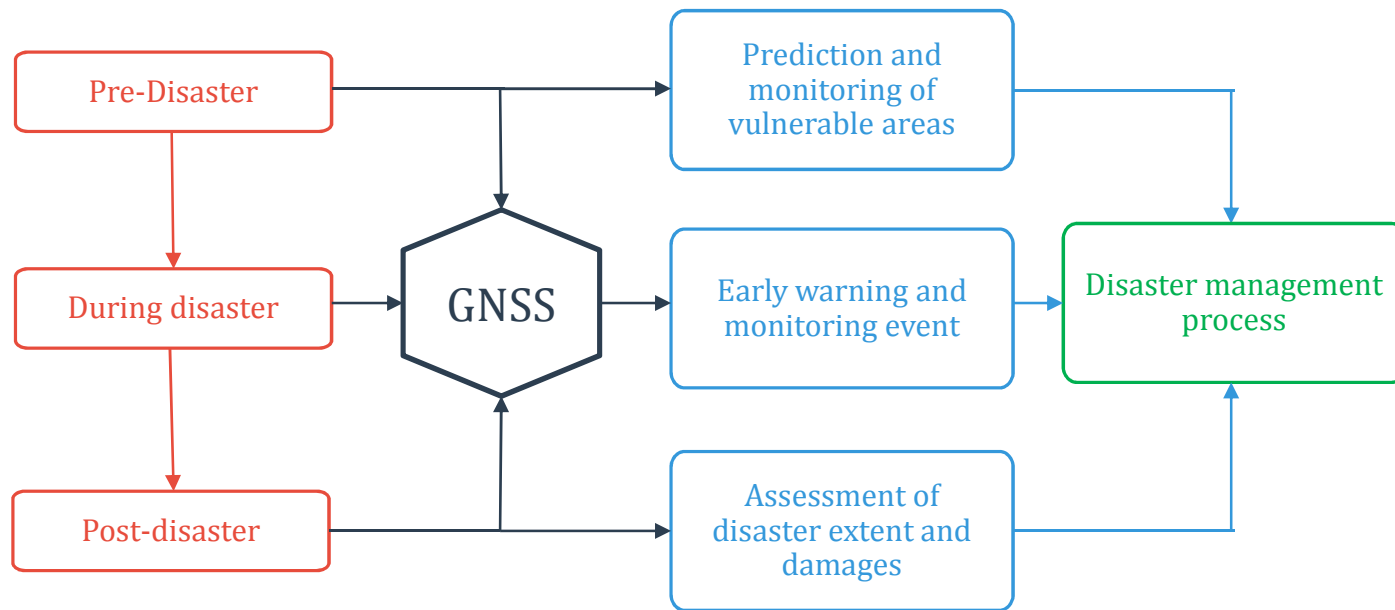 Pre-Disaster
Prediction and
monitoring of
vulnerable areas
During disaster
GNSS
Early warning and
monitoring event
Disaster management
process
Post-disaster
Assessment of
disaster extent and
damages